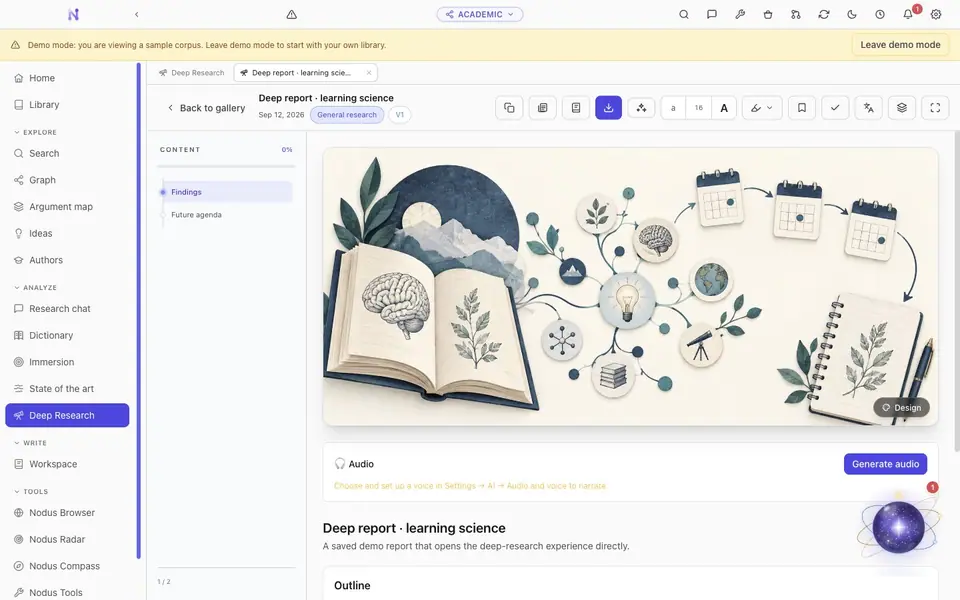 N
ACADEMIC
1
Demo mode: you are viewing a sample corpus. Leave demo mode to start with your own library.
Leave demo mode
Home
Library
EXPLORE
Search
Graph
Argument map
Ideas
Authors
ANALYZE
Research chat
Dictionary
Immersion
State of the art
Deep Research
WRITE
Workspace
TOOLS
Nodus Browser
Nodus Radar
Nodus Compass
Nodus Tools
Deep Research
Deep report · learning scie...
Back to gallery
Deep report · learning science
Sep 12, 2026
General research
V1
a
16
A
CONTENT
0%
Findings
Future agenda
1 / 2
Design
Audio
Generate audio
Choose and set up a voice in Settings → AI → Audio and voice to narrate.
1
Deep report · learning science
A saved demo report that opens the deep-research experience directly.
Outline